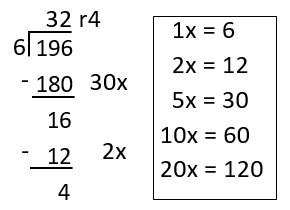 32 r4
6 196
- 180 30x
16
- 12 2x
4
1x = 6
2x = 12
5x = 30
10x = 60
20x = 120